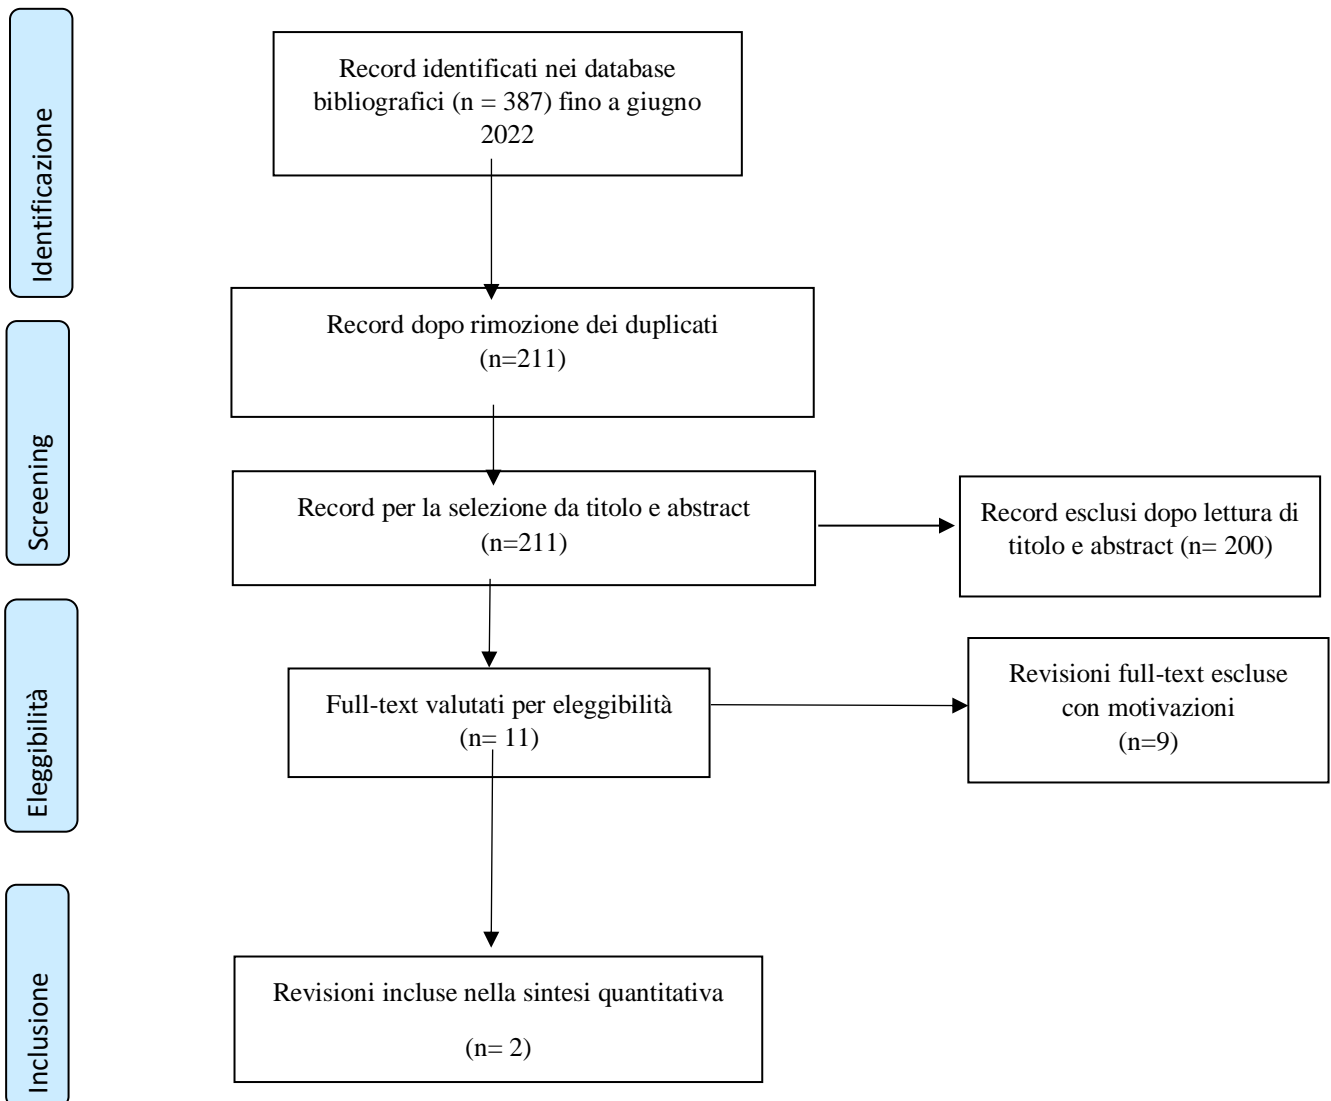 Identificazione
Record identificati nei database
bibliografici (n = 387) fino a giugno
2022
Record dopo rimozione dei duplicati
(n=211)
Screening
Record per la selezione da titolo e abstract
(n=211)
Record esclusi dopo lettura di
titolo e abstract (n= 200)
Eleggibilità
Full-text valutati per eleggibilità
(n= 11)
Revisioni full-text escluse
con motivazioni
(n=9)
Inclusione
Revisioni incluse nella sintesi quantitativa
(n= 2)